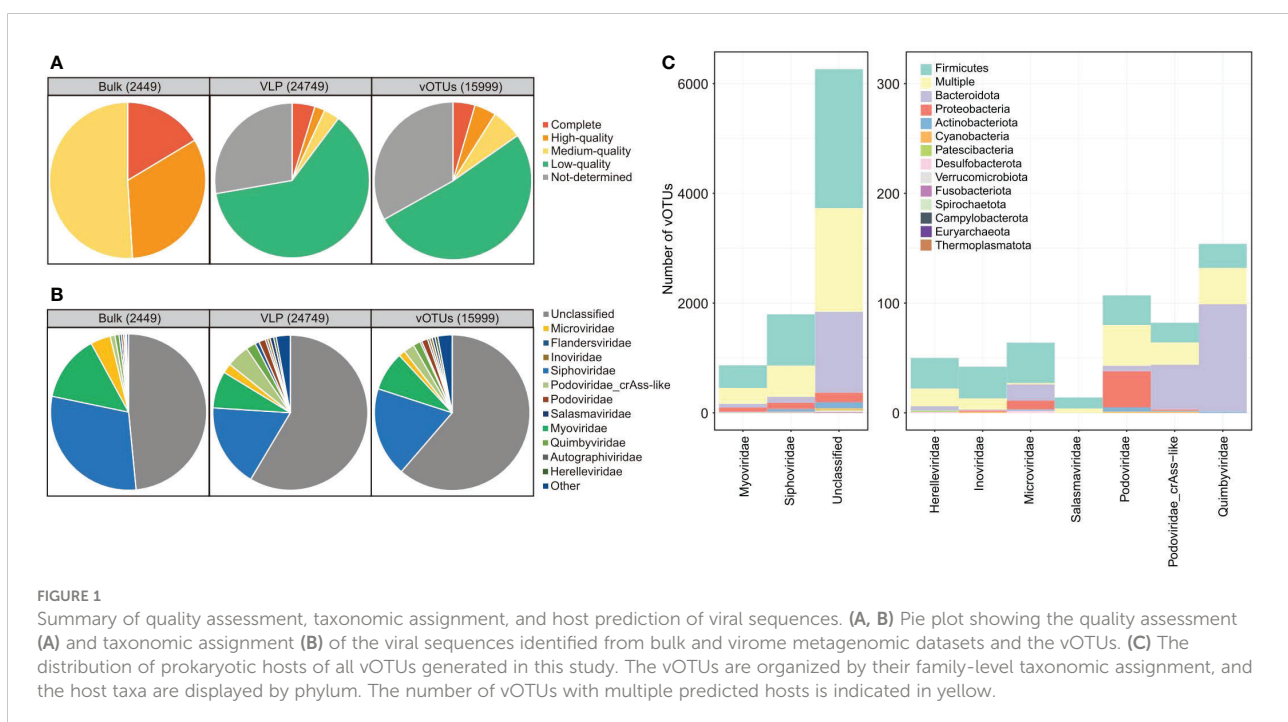 A
Bulk (2449)
VLP (24749)
vOTUs (15999)
Complete
High-quality
Medium-quality
Low-quality
Not-determined
B
Bulk (2449)
VLP (24749)
vOTUs (15999)
Unclassified
Microviridae
Flandersviridae
Inoviridae
Siphoviridae
Podoviridae_crAss-like
Podoviridae
Salasmaviridae
Myoviridae
Quimbyviridae
Autographiviridae
Herelleviridae
Other
C
Number of vOTUs
6000
4000
2000
0
Myoviridae
Siphoviridae
Unclassified
300
200
100
0
Firmicutes
Multiple
Bacteroidota
Proteobacteria
Actinobacteriota
Cyanobacteria
Patescibacteria
Desulfobacterota
Verrucomicrobiota
Fusobacteriota
Spirochaetota
Campylobacterota
Euryarchaeota
Thermoplasmatota
Herelleviridae
Inoviridae
Microviridae
Salasmaviridae
Podoviridae
Podoviridae_crAss-like
Quimbyviridae
FIGURE 1
Summary of quality assessment, taxonomic assignment, and host prediction of viral sequences. (A, B) Pie plot showing the quality assessment
(A) and taxonomic assignment (B) of the viral sequences identified from bulk and virome metagenomic datasets and the vOTUs. (C) The
distribution of prokaryotic hosts of all vOTUs generated in this study. The vOTUs are organized by their family-level taxonomic assignment, and
the host taxa are displayed by phylum. The number of vOTUs with multiple predicted hosts is indicated in yellow.